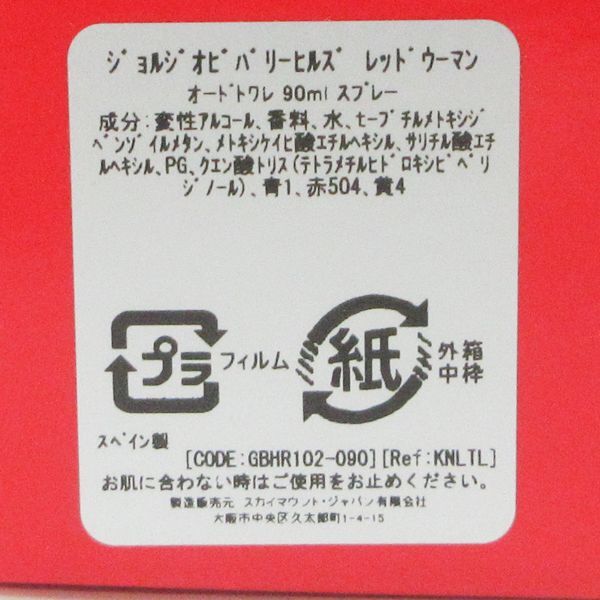 ｼﾞｮﾙｼﾞｵﾋﾞﾊﾞﾘｰﾋﾙｽﾞ ﾚｯﾄﾞｳｰﾏﾝ
ｵｰﾄﾞﾄﾜﾚ 90ml ｽﾌﾟﾚｰ
成分:変性ｱﾙｺｰﾙ、香料、水、ｾｰﾌﾞﾁﾙﾒﾄｷｼｼﾞ
ﾍﾞﾝｿﾞｲﾙﾒﾀﾝ、ﾒﾄｷｼｹｲﾋ酸ｴﾁﾙﾍｷｼﾙ、ｻﾘﾁﾙ酸ｴﾁ
ﾙﾍｷｼﾙ、PG、ｸｴﾝ酸ﾄﾘｽ(ﾃﾄﾗﾒﾁﾙﾋﾄﾞﾛｷｼﾋﾟﾍﾟﾘ
ｼﾞﾉｰﾙ)、青1、赤504、黄4
プラ フィルム
紙 外箱
中枠
ｽﾍﾟｲﾝ製
[CODE:GBHR102-090][Ref:KNLTL]
お肌に合わない時はご使用をお止めください。
製造販売元 ｽｶｲﾏｳﾝﾄ・ｼﾞｬﾊﾟﾝ有限会社
大阪市中央区久太郎町1-4-15